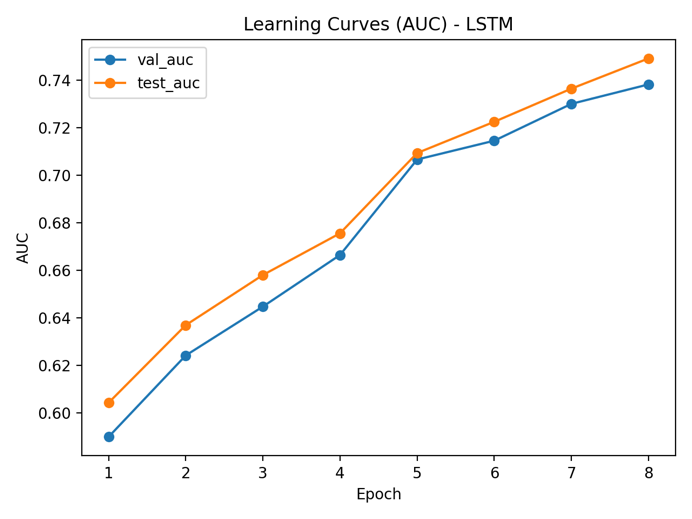 Learning Curves (AUC) - LSTM
val_auc
test_auc
AUC
0.74
0.72
0.70
0.68
0.66
0.64
0.62
0.60
1 2 3 4 5 6 7 8
Epoch